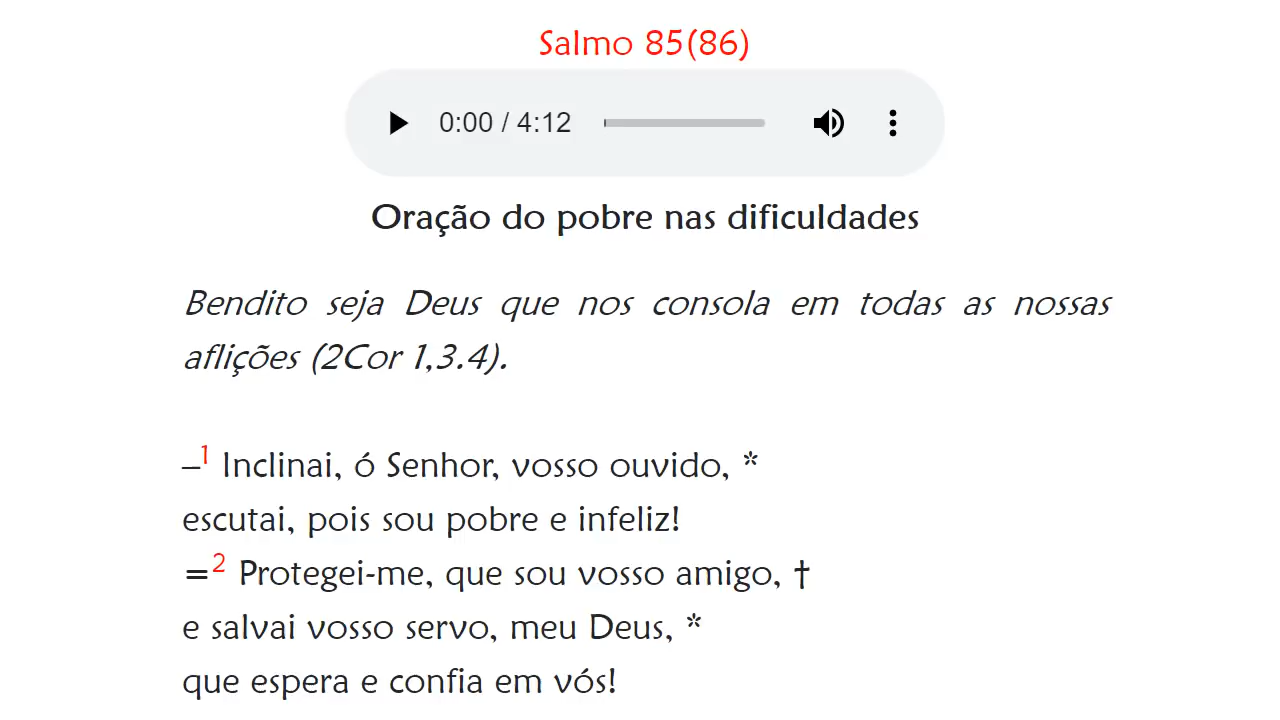 Salmo 85(86)
0:00 / 4:12
Oração do pobre nas dificuldades
Bendito seja Deus que nos consola em todas as nossas
aflições (2Cor 1,3.4).
–1 Inclinai, ó Senhor, vosso ouvido, *
escutai, pois sou pobre e infeliz!
=2 Protegei-me, que sou vosso amigo, †
e salvai vosso servo, meu Deus, *
que espera e confia em vós!